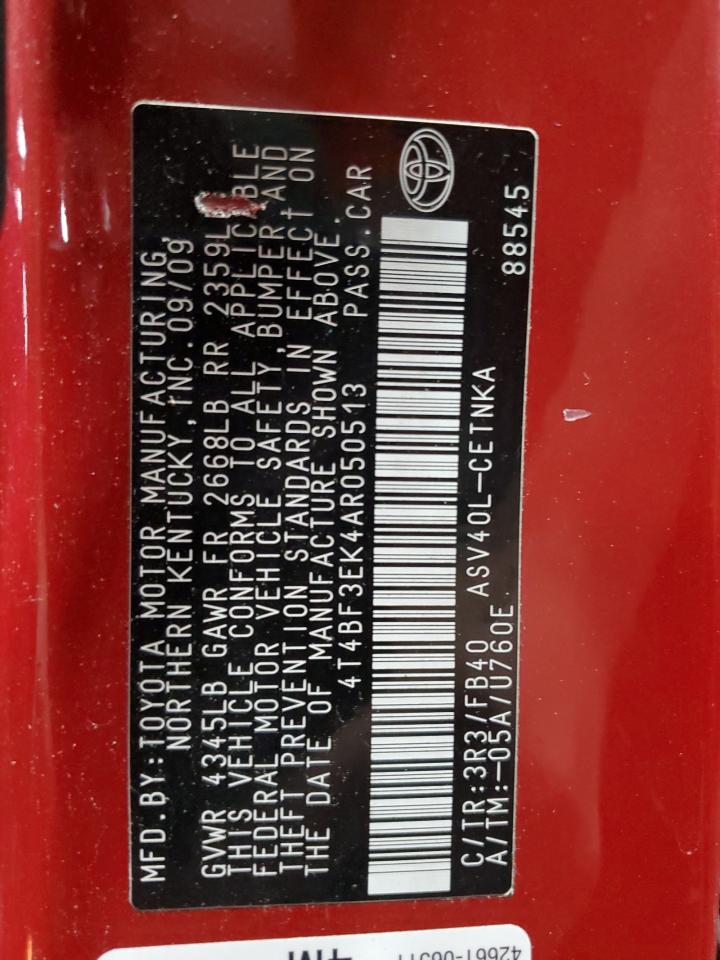 MFD.BY:TOYOTA MOTOR MANUFACTURING,
NORTHERN KENTUCKY,INC.09/09
GVWR 4345LB GAWR FR 2668LB RR 2359L
THIS VEHICLE CONFORMS TO ALL APPLICABLE
FEDERAL MOTOR VEHICLE SAFETY,BUMPER AND
THEFT PREVENTION STANDARDS IN EFFECT ON
THE DATE OF MANUFACTURE SHOWN ABOVE.
4T4BF3EK4AR050513 PASS.CAR
C/TR:3R3/FB40 ASV40L-CETNKA
A/TM:-05A/U760E 88545